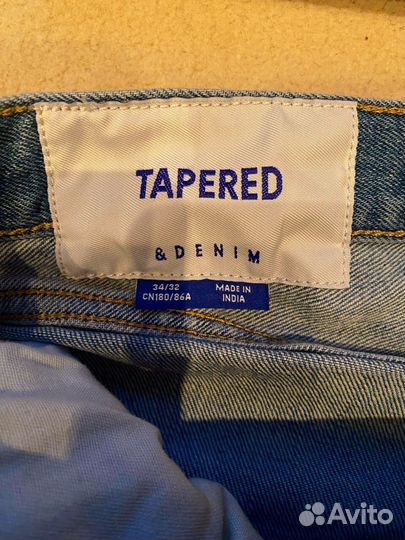 TAPERED
& DENIM
34/32 MADE IN
CN180/86A INDIA
Avito